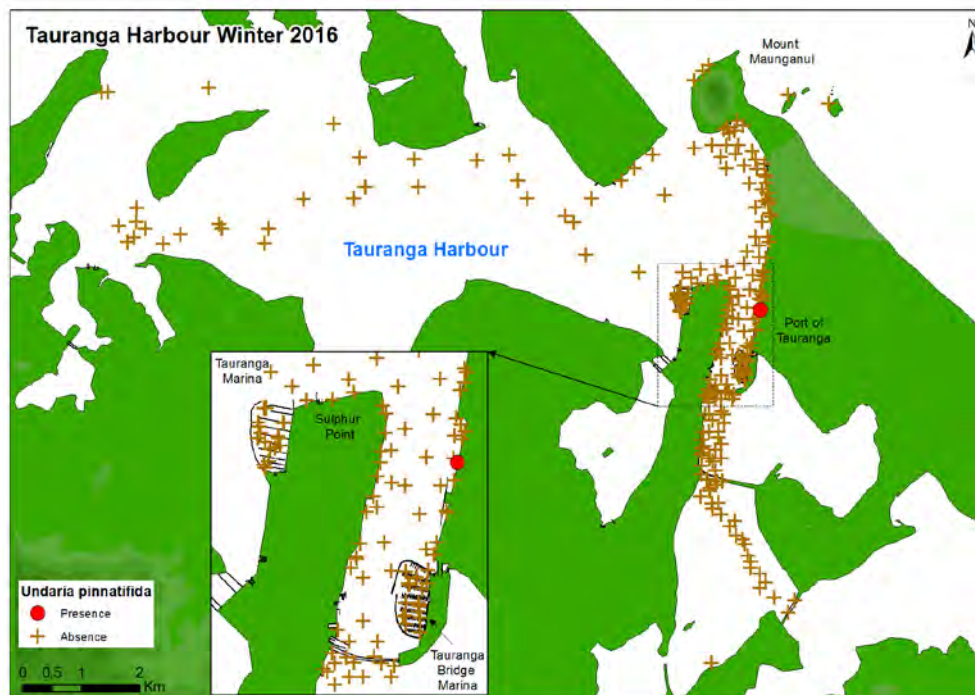 Tauranga Harbour Winter 2016
N
Mount
Maunganui
Tauranga Harbour
Port of
Tauranga
Tauranga
Marina
Sulphur
Point
Tauranga
Bridge
Marina
Undaria pinnatifida
Presence
Absence
0 0.5 1 2
Km